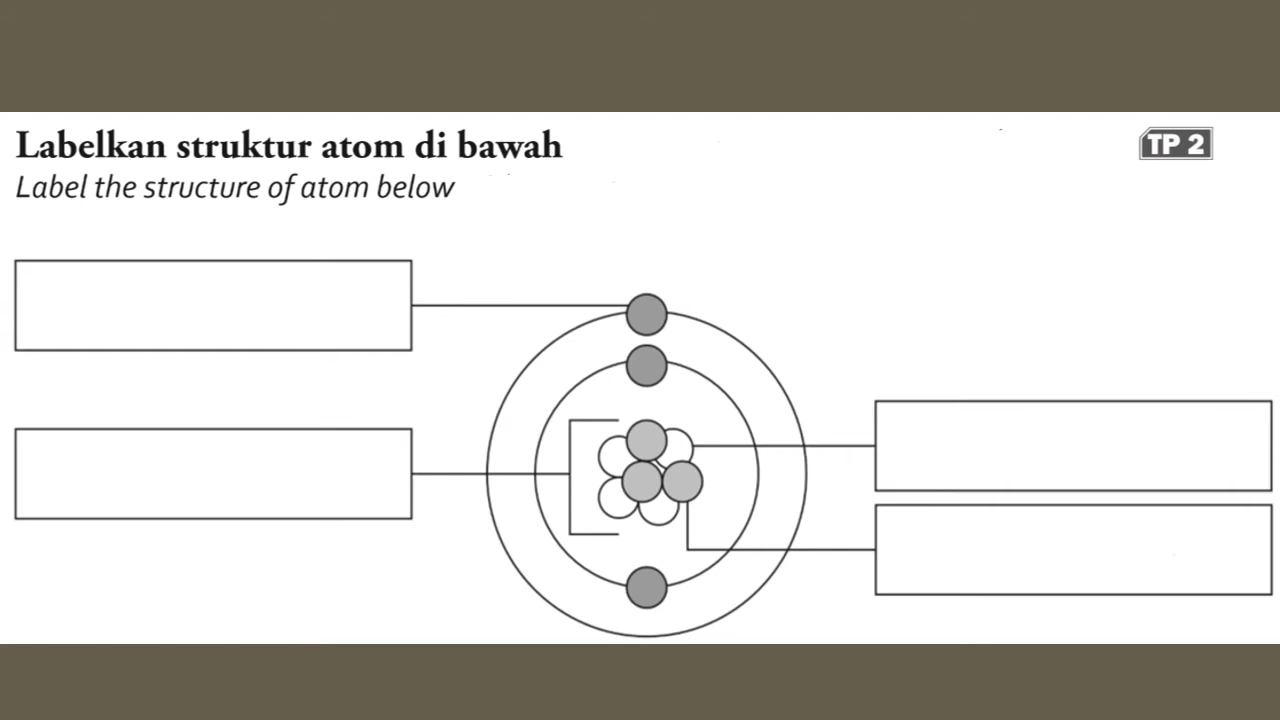 Labelkan struktur atom di bawah
TP 2
Label the structure of atom below